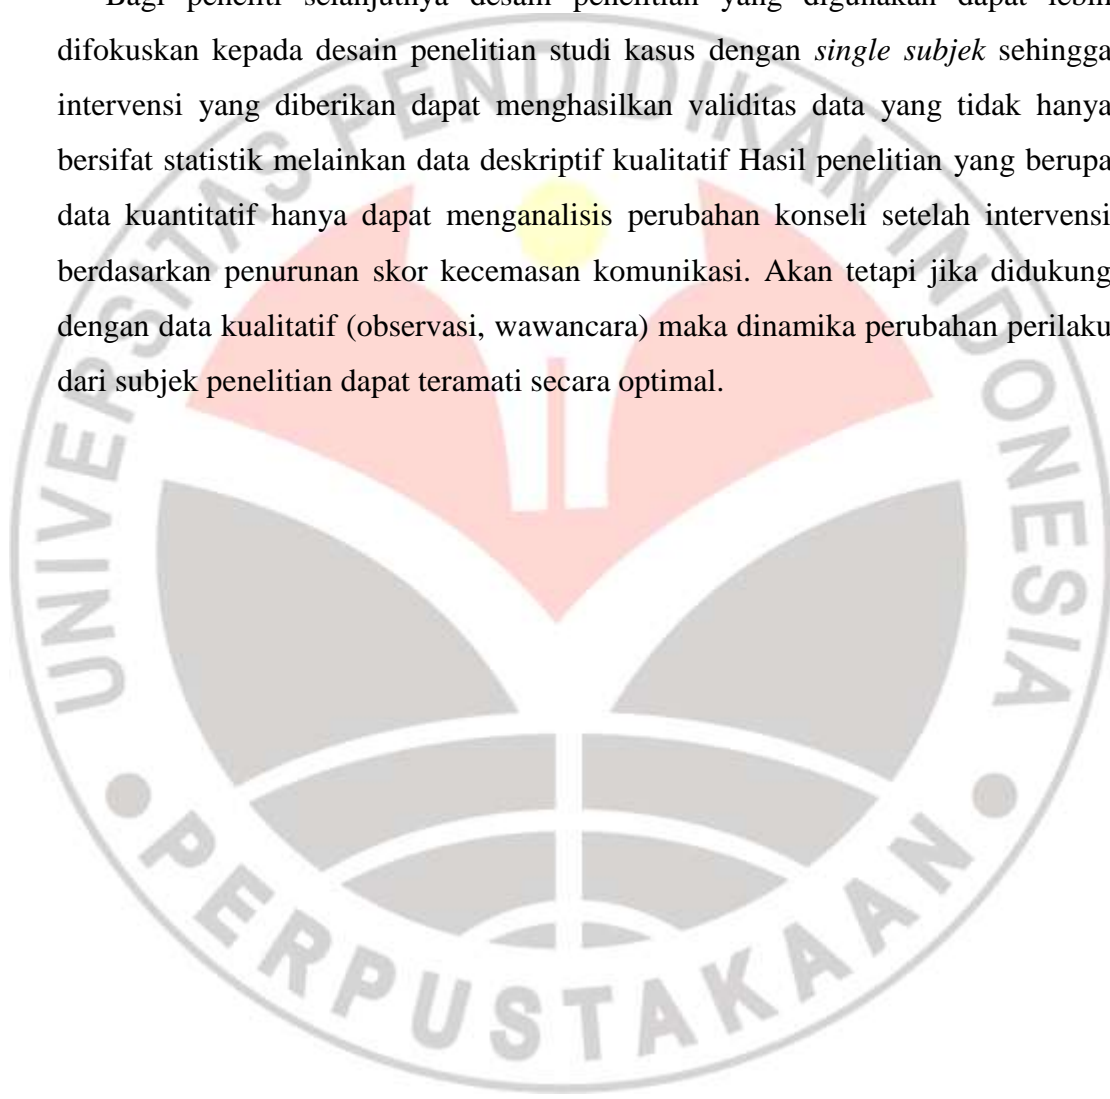 Bagi peneliti selanjutnya desain penelitian yang digunakan dapat lebih
difokuskan kepada desain penelitian studi kasus dengan single subjek sehingga
intervensi yang diberikan dapat menghasilkan validitas data yang tidak hanya
bersifat statistik melainkan data deskriptif kualitatif Hasil penelitian yang berupa
data kuantitatif hanya dapat menganalisis perubahan konseli setelah intervensi
berdasarkan penurunan skor kecemasan komunikasi. Akan tetapi jika didukung
dengan data kualitatif (observasi, wawancara) maka dinamika perubahan perilaku
dari subjek penelitian dapat teramati secara optimal.
UNIVERSITAS PENDIDIKAN INDONESIA
PERPUSTAKAAN